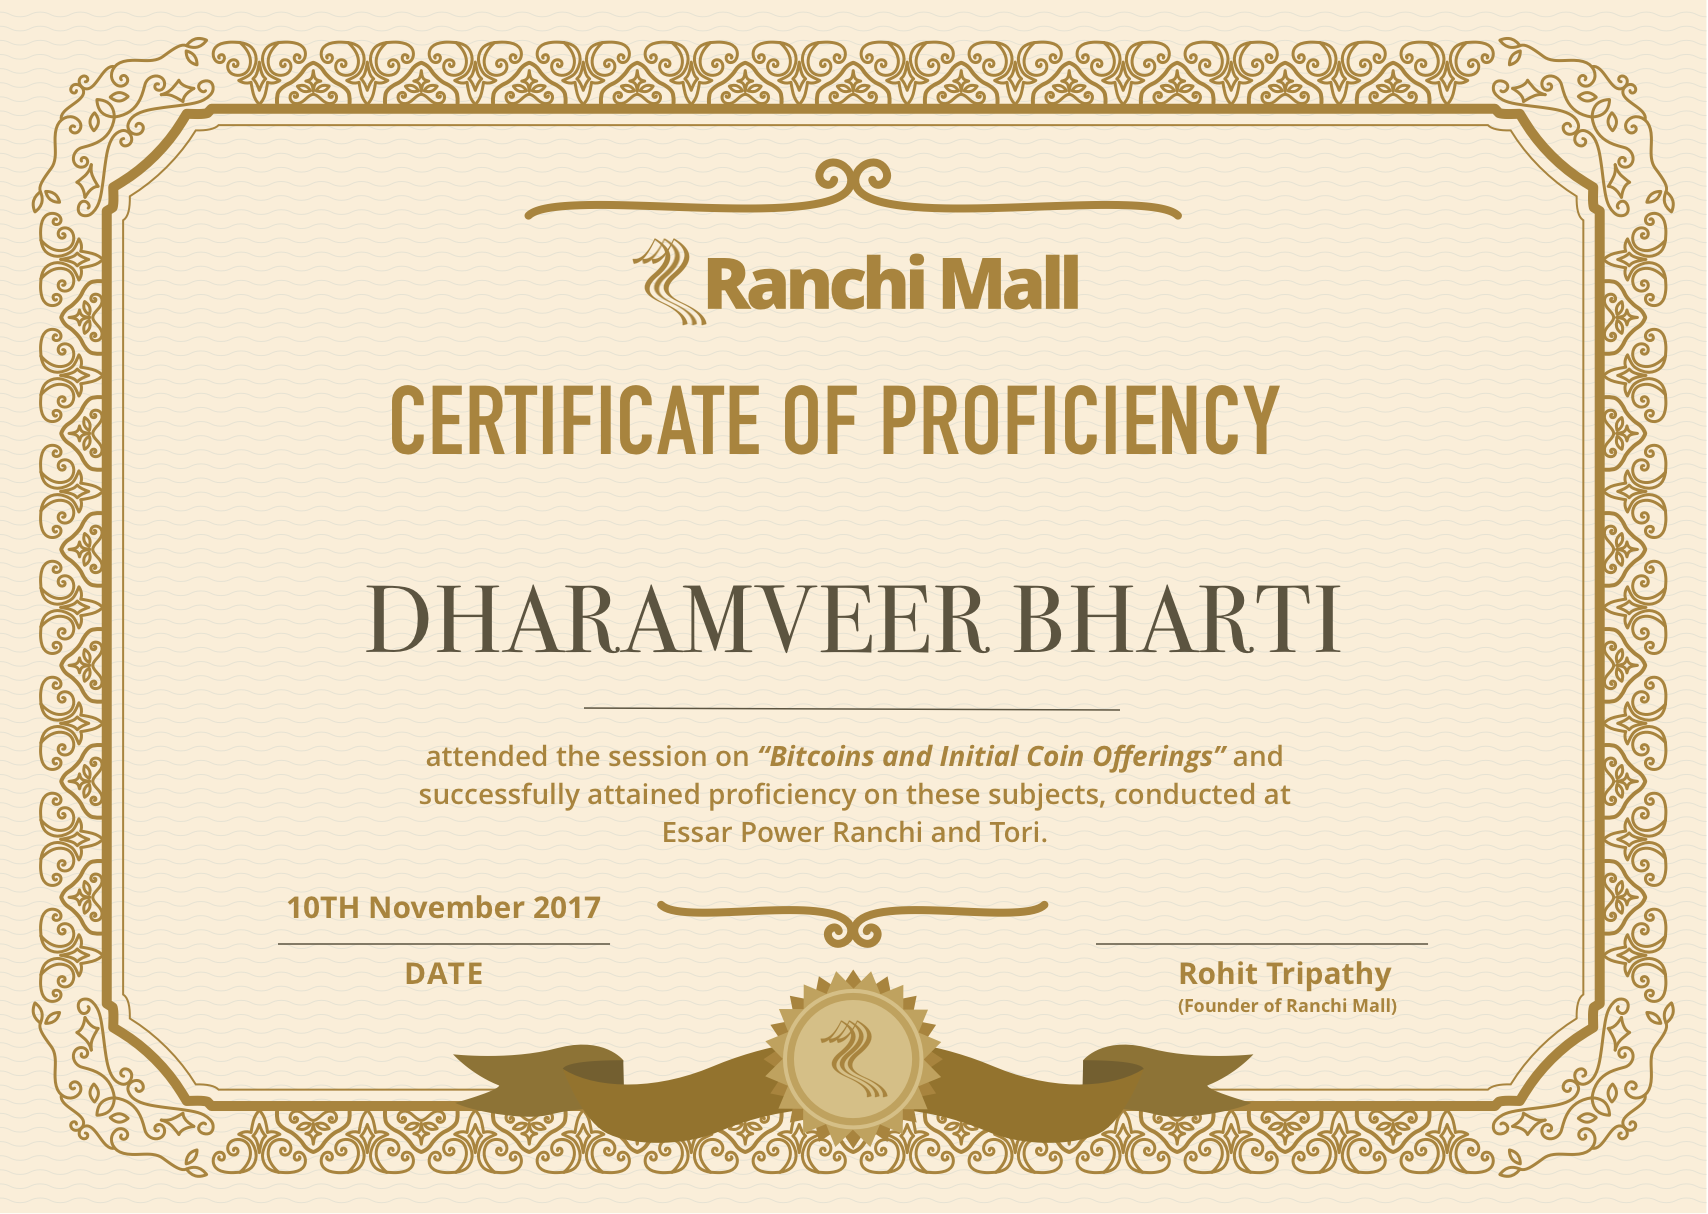 Ranchi Mall
CERTIFICATE OF PROFICIENCY
DHARAMVEER BHARTI
attended the session on “Bitcoins and Initial Coin Offerings” and
successfully attained proficiency on these subjects, conducted at
Essar Power Ranchi and Tori.
10TH November 2017
DATE
Rohit Tripathy
(Founder of Ranchi Mall)